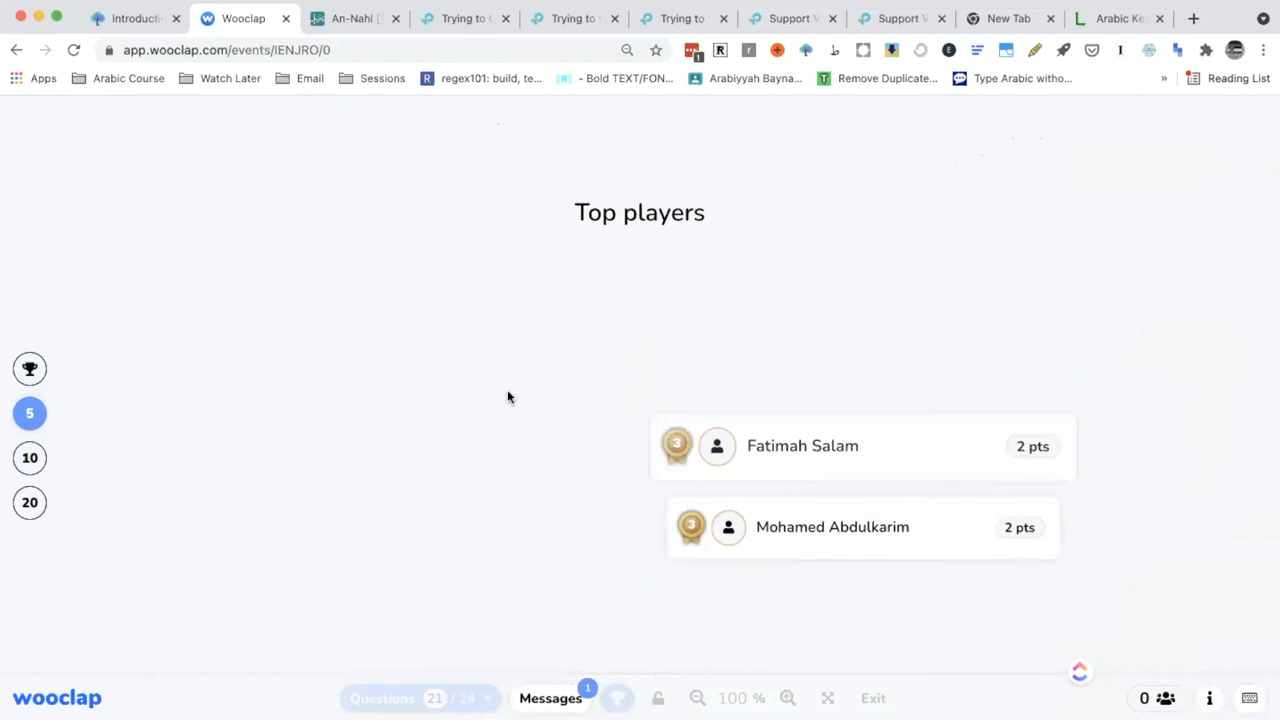 Introducti
Wooclap
An-Nahl [
Trying to
Trying to
Trying to
Support V
Support V
New Tab
Arabic Ke
app.wooclap.com/events/IENJRO/0
1
Apps
Arabic Course
Watch Later
Email
Sessions
regex101: build, te...
- Bold TEXT/FON...
Arabiyyah Bayna...
Remove Duplicate...
Type Arabic witho...
»
Reading List
Top players
5
10
20
3
Fatimah Salam
2 pts
3
Mohamed Abdulkarim
2 pts
wooclap
Questions 21 / 24
Messages 1
100 %
Exit
0